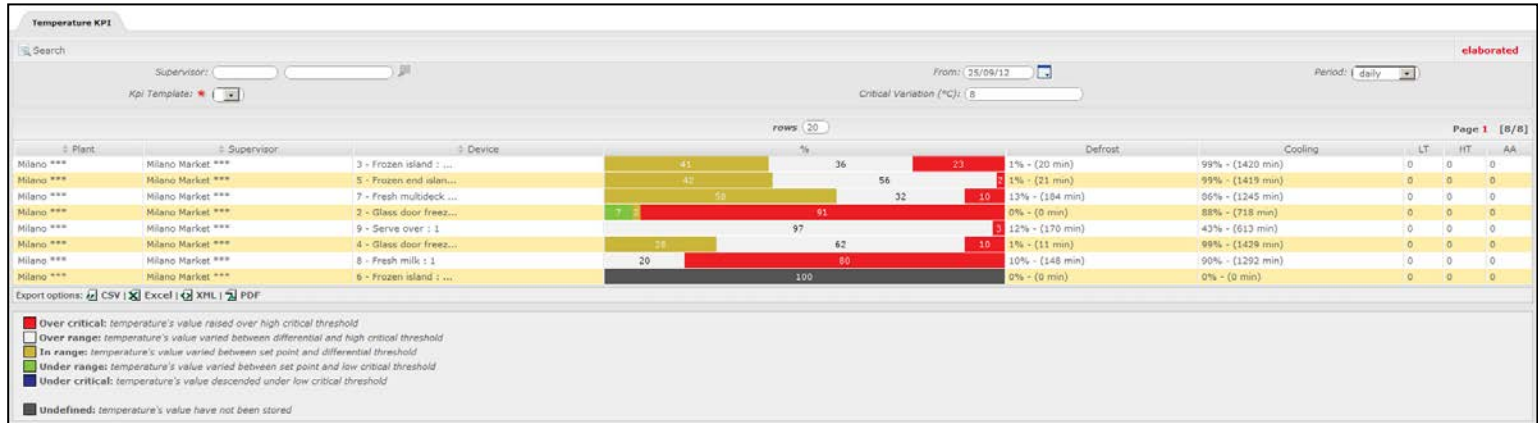 Temperature KPI
Search elaborated
Supervisor: From: 25/09/12 Period: daily
Kpi Template: * Critical Variation (°C): 8
rows 20 Page 1 [8/8]
Plant Supervisor Device % Defrost Cooling LT HT AA
Milano *** Milano Market *** 3 - Frozen island : ... 41 36 23 1% - (20 min) 99% - (1420 min) 0 0 0
Milano *** Milano Market *** 5 - Frozen end islan... 42 56 2 1% - (21 min) 99% - (1419 min) 0 0 0
Milano *** Milano Market *** 7 - Fresh multideck ... 58 32 10 13% - (184 min) 86% - (1245 min) 0 0 0
Milano *** Milano Market *** 2 - Glass door freez... 7 91 0% - (0 min) 88% - (718 min) 0 0 0
Milano *** Milano Market *** 9 - Serve over : 1 97 3 12% - (170 min) 43% - (613 min) 0 0 0
Milano *** Milano Market *** 4 - Glass door freez... 28 62 10 1% - (11 min) 99% - (1429 min) 0 0 0
Milano *** Milano Market *** 8 - Fresh milk : 1 20 80 10% - (148 min) 90% - (1292 min) 0 0 0
Milano *** Milano Market *** 6 - Frozen island : ... 100 0% - (0 min) 0% - (0 min) 0 0 0
Export options: CSV | Excel | XML | PDF
Over critical: temperature's value raised over high critical threshold
Over range: temperature's value varied between differential and high critical threshold
In range: temperature's value varied between set point and differential threshold
Under range: temperature's value varied between set point and low critical threshold
Under critical: temperature's value descended under low critical threshold
Undefined: temperature's value have not been stored